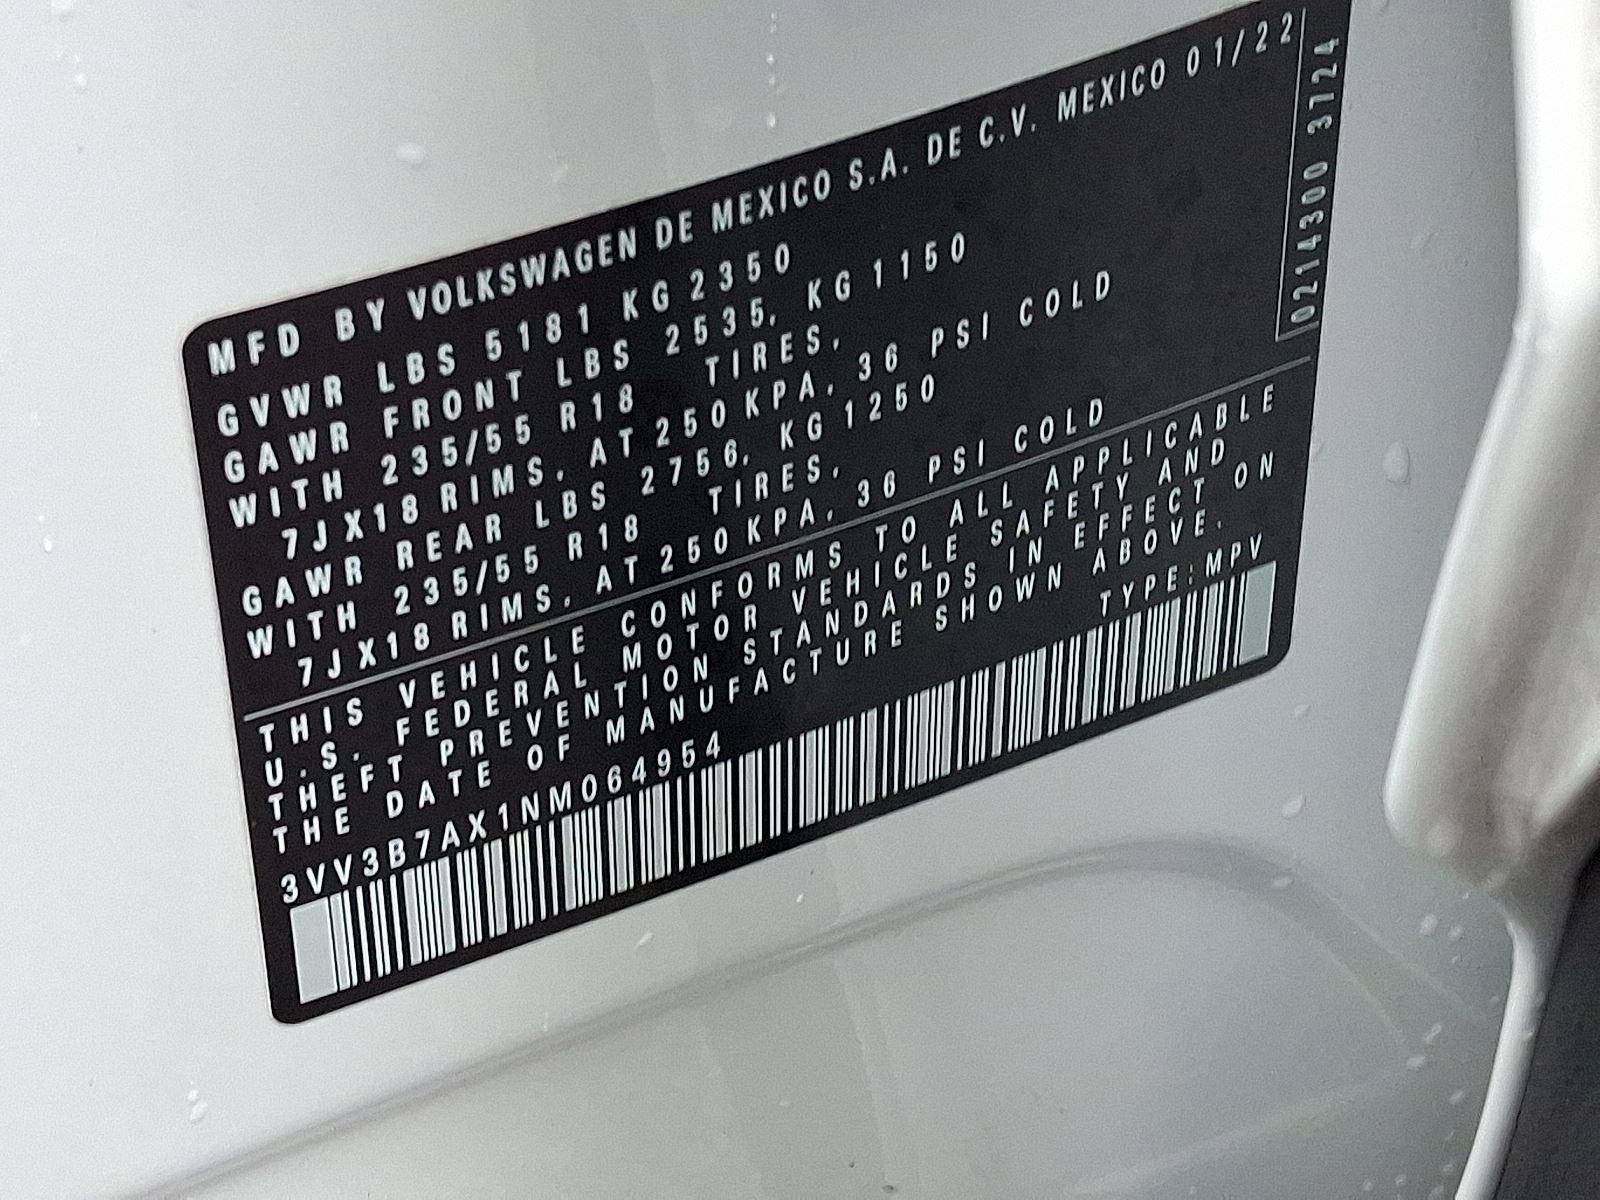 MFD BY VOLKSWAGEN DE MEXICO S.A. DE C.V. MEXICO 01/22
GVWR LBS 5181 KG 2350
GAWR FRONT LBS 2535, KG 1150
WITH 235/55 R18 TIRES,
7JX18 RIMS, AT 250 KPA, 36 PSI COLD
GAWR REAR LBS 2756, KG 1250
WITH 235/55 R18 TIRES,
7JX18 RIMS, AT 250 KPA, 36 PSI COLD
THIS VEHICLE CONFORMS TO ALL APPLICABLE
U.S. FEDERAL MOTOR VEHICLE SAFETY AND
THEFT PREVENTION STANDARDS IN EFFECT ON
THE DATE OF MANUFACTURE SHOWN ABOVE.
3VV3B7AX1NM064954 TYPE:MPV
0214300 3724